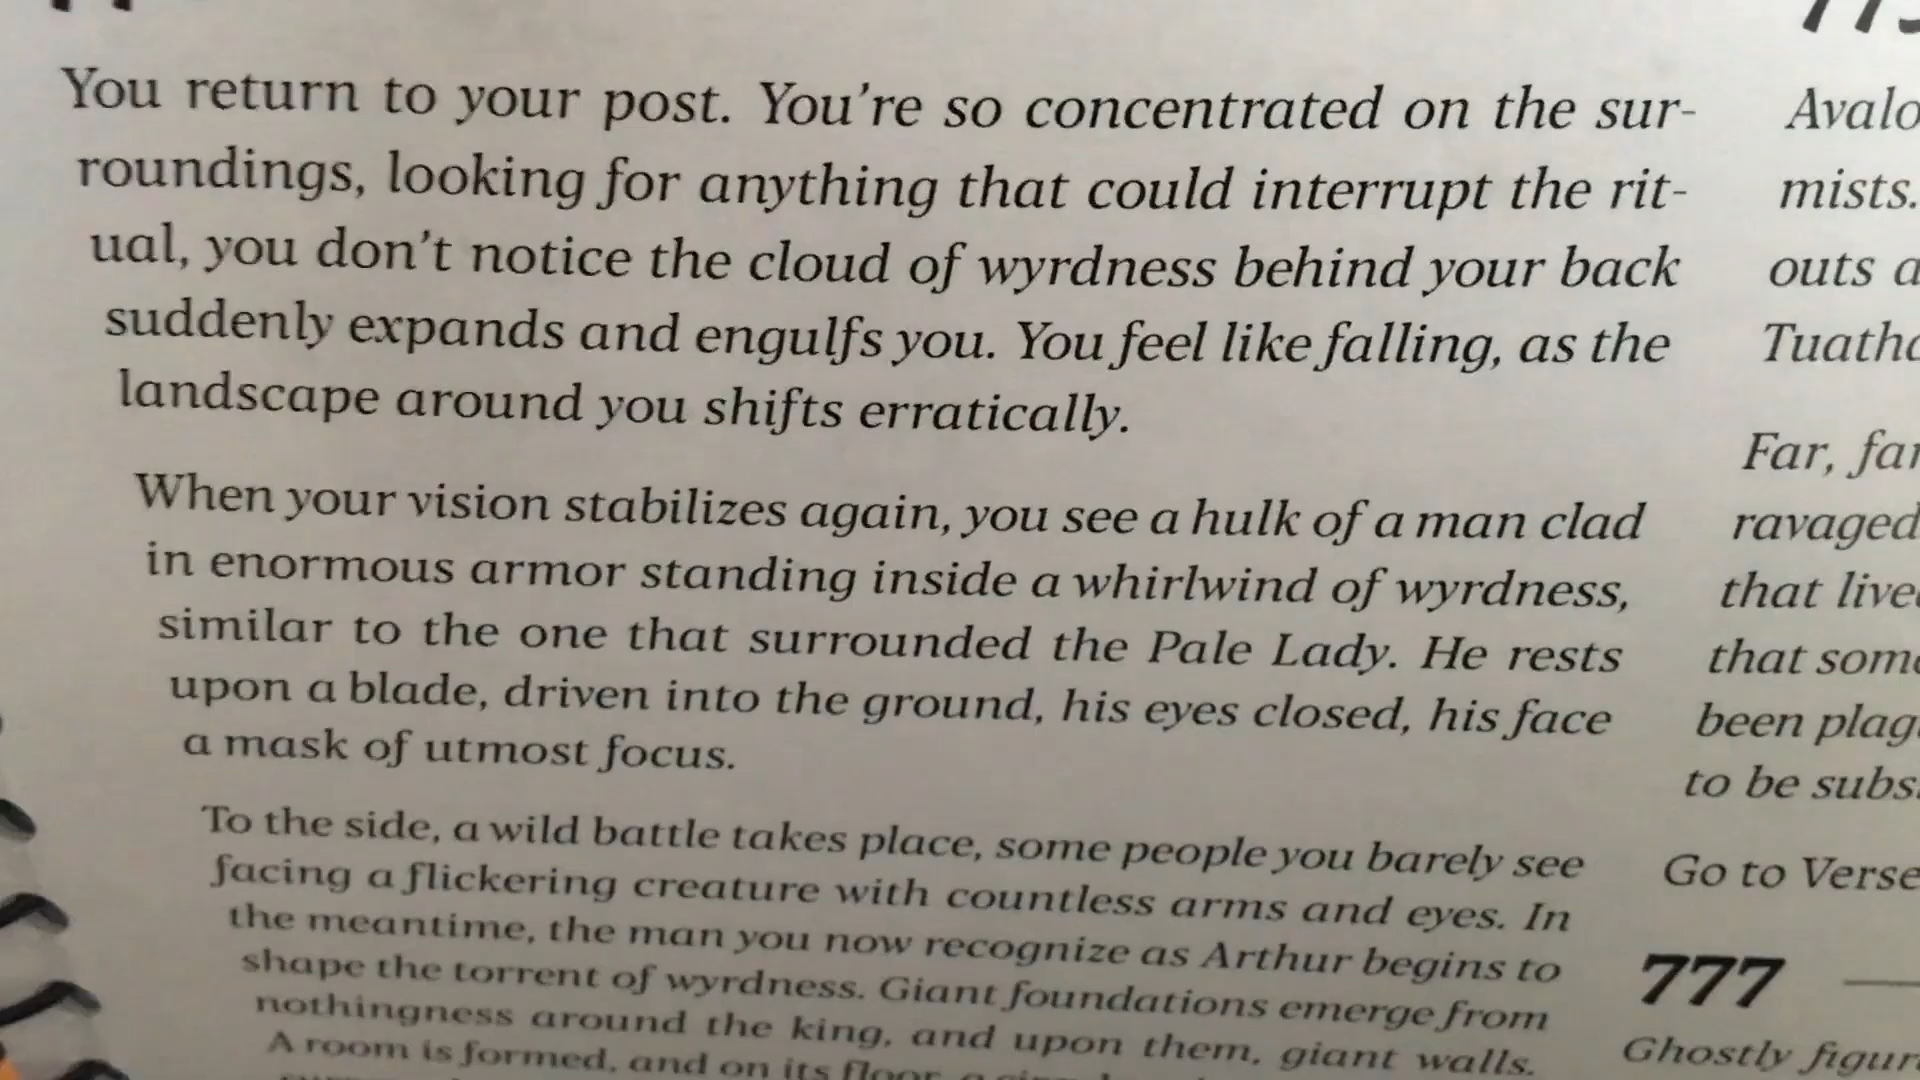 You return to your post. You're so concentrated on the sur-
roundings, looking for anything that could interrupt the rit-
ual, you don't notice the cloud of wyrdness behind your back
suddenly expands and engulfs you. You feel like falling, as the
landscape around you shifts erratically.
When your vision stabilizes again, you see a hulk of a man clad
in enormous armor standing inside a whirlwind of wyrdness,
similar to the one that surrounded the Pale Lady. He rests
upon a blade, driven into the ground, his eyes closed, his face
a mask of utmost focus.
To the side, a wild battle takes place, some people you barely see
facing a flickering creature with countless arms and eyes. In
the meantime, the man you now recognize as Arthur begins to
shape the torrent of wyrdness. Giant foundations emerge from
nothingness around the king, and upon them, giant walls.
A room is formed, and on its floor, a
mists.
outs
Far,
ravaged
that
that
been
to be
Go to Verse
777
Ghostly